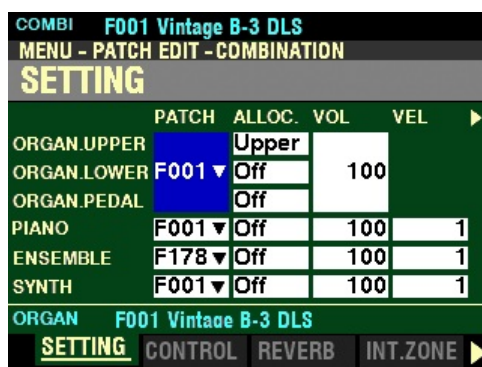 COMBI F001 Vintage B-3 DLS
MENU - PATCH EDIT - COMBINATION
SETTING
PATCH ALLOC. VOL VEL
ORGAN.UPPER Upper
ORGAN.LOWER F001 Off 100
ORGAN.PEDAL Off
PIANO F001 Off 100 1
ENSEMBLE F178 Off 100 1
SYNTH F001 Off 100 1
ORGAN F001 Vintage B-3 DLS
SETTING CONTROL REVERB INT.ZONE